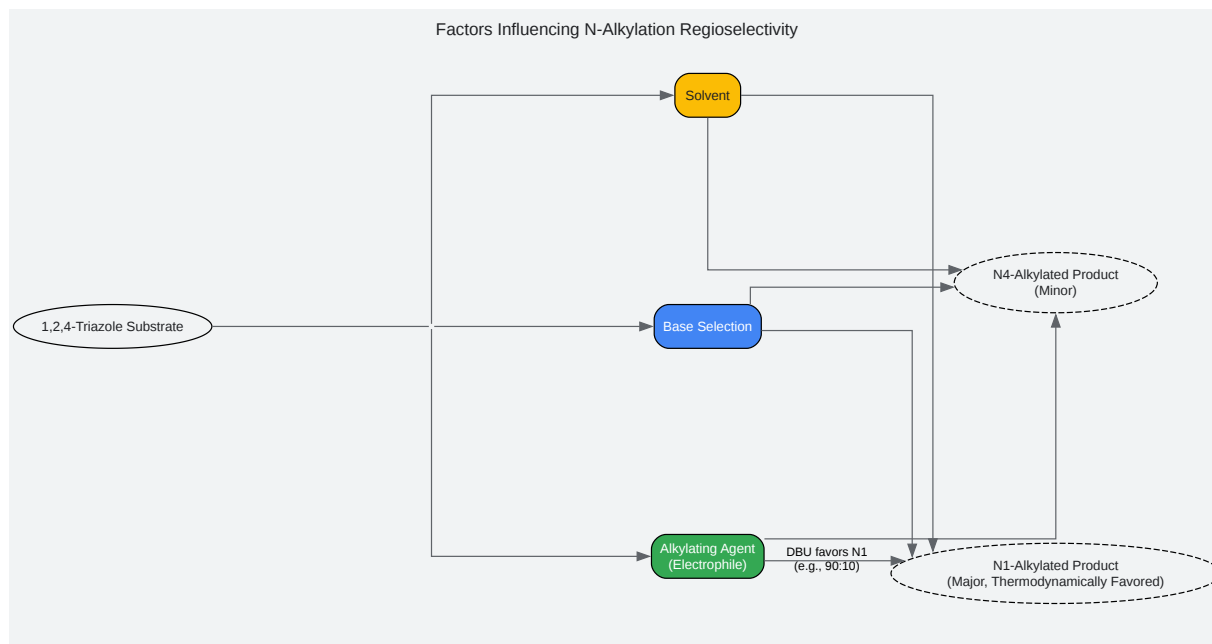 Factors Influencing N-Alkylation Regioselectivity
Solvent
N4-Alkylated Product
(Minor)
1,2,4-Triazole Substrate
Base Selection
Alkylating Agent
(Electrophile)
DBU favors N1
(e.g., 90:10)
N1-Alkylated Product
(Major, Thermodynamically Favored)